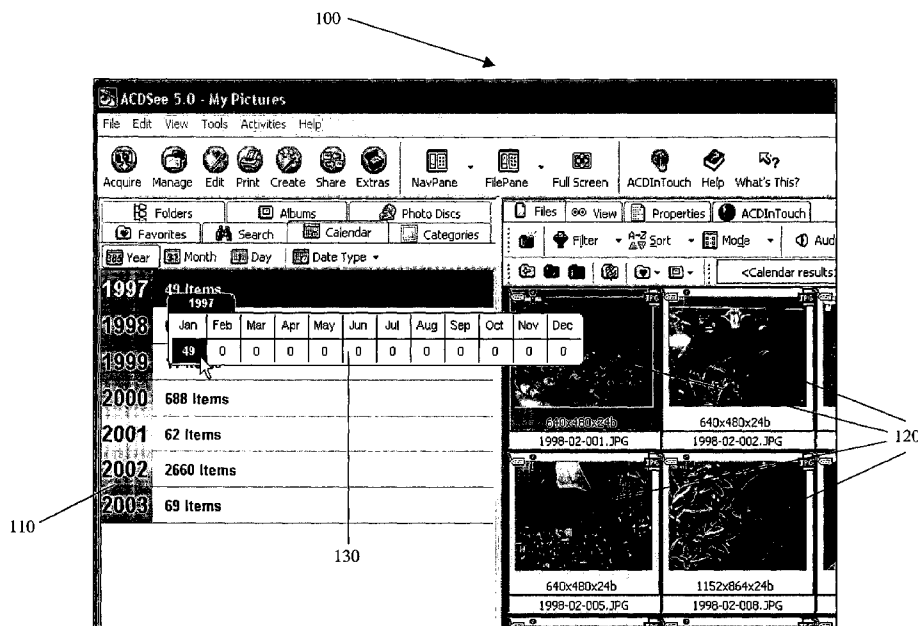 100
ACDSee 5.0 - My Pictures
File Edit View Tools Activities Help
Acquire Manage Edit Print Create Share Extras NavPane FilePane Full Screen ACDInTouch Help What's This?
Folders Albums Photo Discs
Favorites Search Calendar Categories
Files View Properties ACDInTouch
Year Month Day Date Type
Filter A-Z Sort Mode Aud
<Calendar results:
1997 49 Items
1997
Jan Feb Mar Apr May Jun Jul Aug Sep Oct Nov Dec
49 0 0 0 0 0 0 0 0 0 0 0
1998
1999
2000 688 Items
2001 62 Items
2002 2660 Items
2003 69 Items
JPG
640x480x24b 640x480x24b
1998-02-001.JPG 1998-02-002.JPG
120
JPG
110
130
640x480x24b 1152x864x24b
1998-02-005.JPG 1998-02-008.JPG